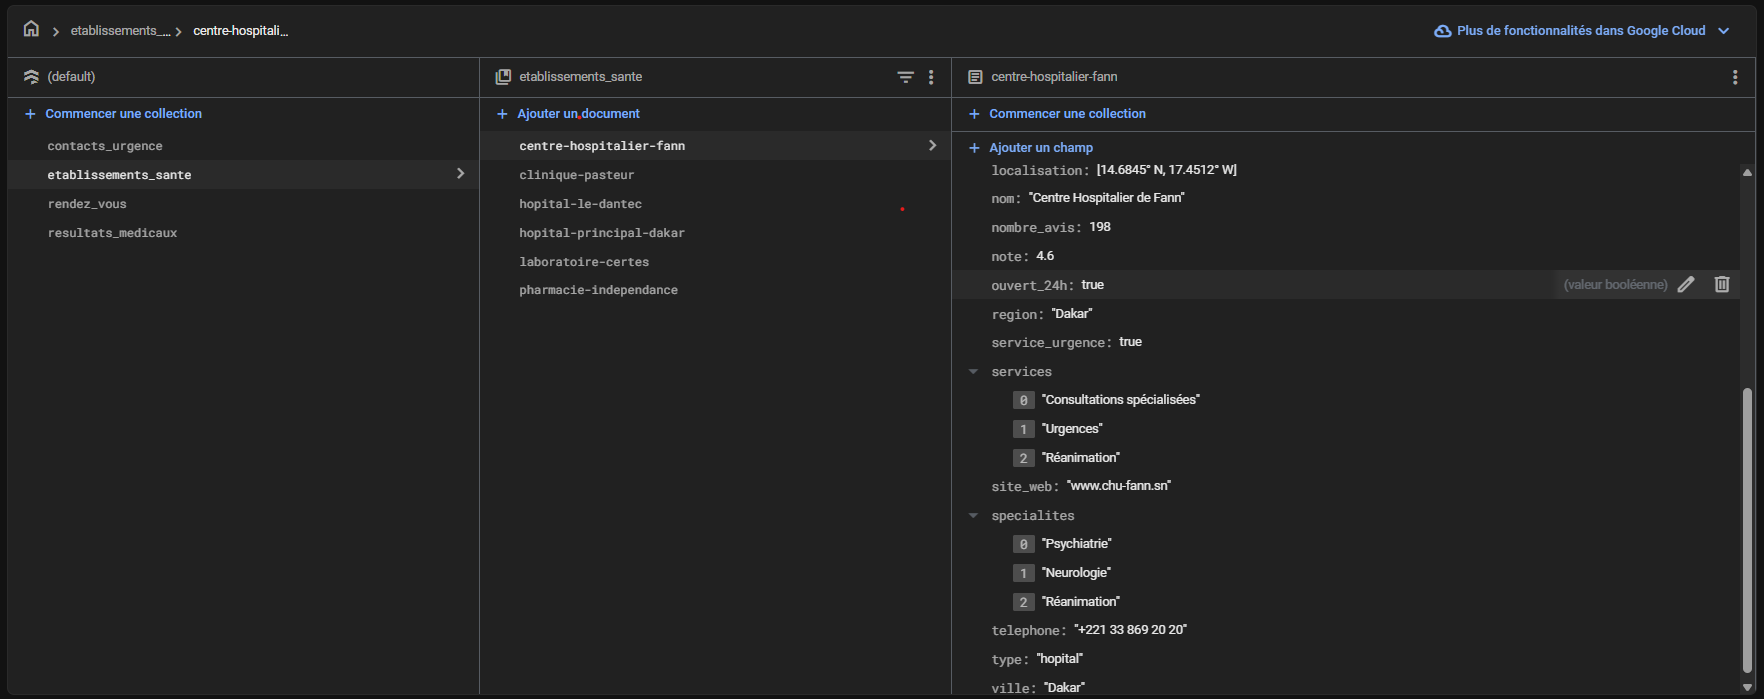 etablissements_... > centre-hospitali...
Plus de fonctionnalités dans Google Cloud
(default)
+ Commencer une collection
contacts_urgence
etablissements_sante
rendez_vous
resultats_medicaux
etablissements_sante
+ Ajouter un document
centre-hospitalier-fann
clinique-pasteur
hopital-le-dantec
hopital-principal-dakar
laboratoire-certes
pharmacie-independance
centre-hospitalier-fann
+ Commencer une collection
+ Ajouter un champ
localisation: [14.6845° N, 17.4512° W]
nom: "Centre Hospitalier de Fann"
nombre_avis: 198
note: 4.6
ouvert_24h: true (valeur booléenne)
region: "Dakar"
service_urgence: true
services
0 "Consultations spécialisées"
1 "Urgences"
2 "Réanimation"
site_web: "www.chu-fann.sn"
specialites
0 "Psychiatrie"
1 "Neurologie"
2 "Réanimation"
telephone: "+221 33 869 20 20"
type: "hopital"
ville: "Dakar"